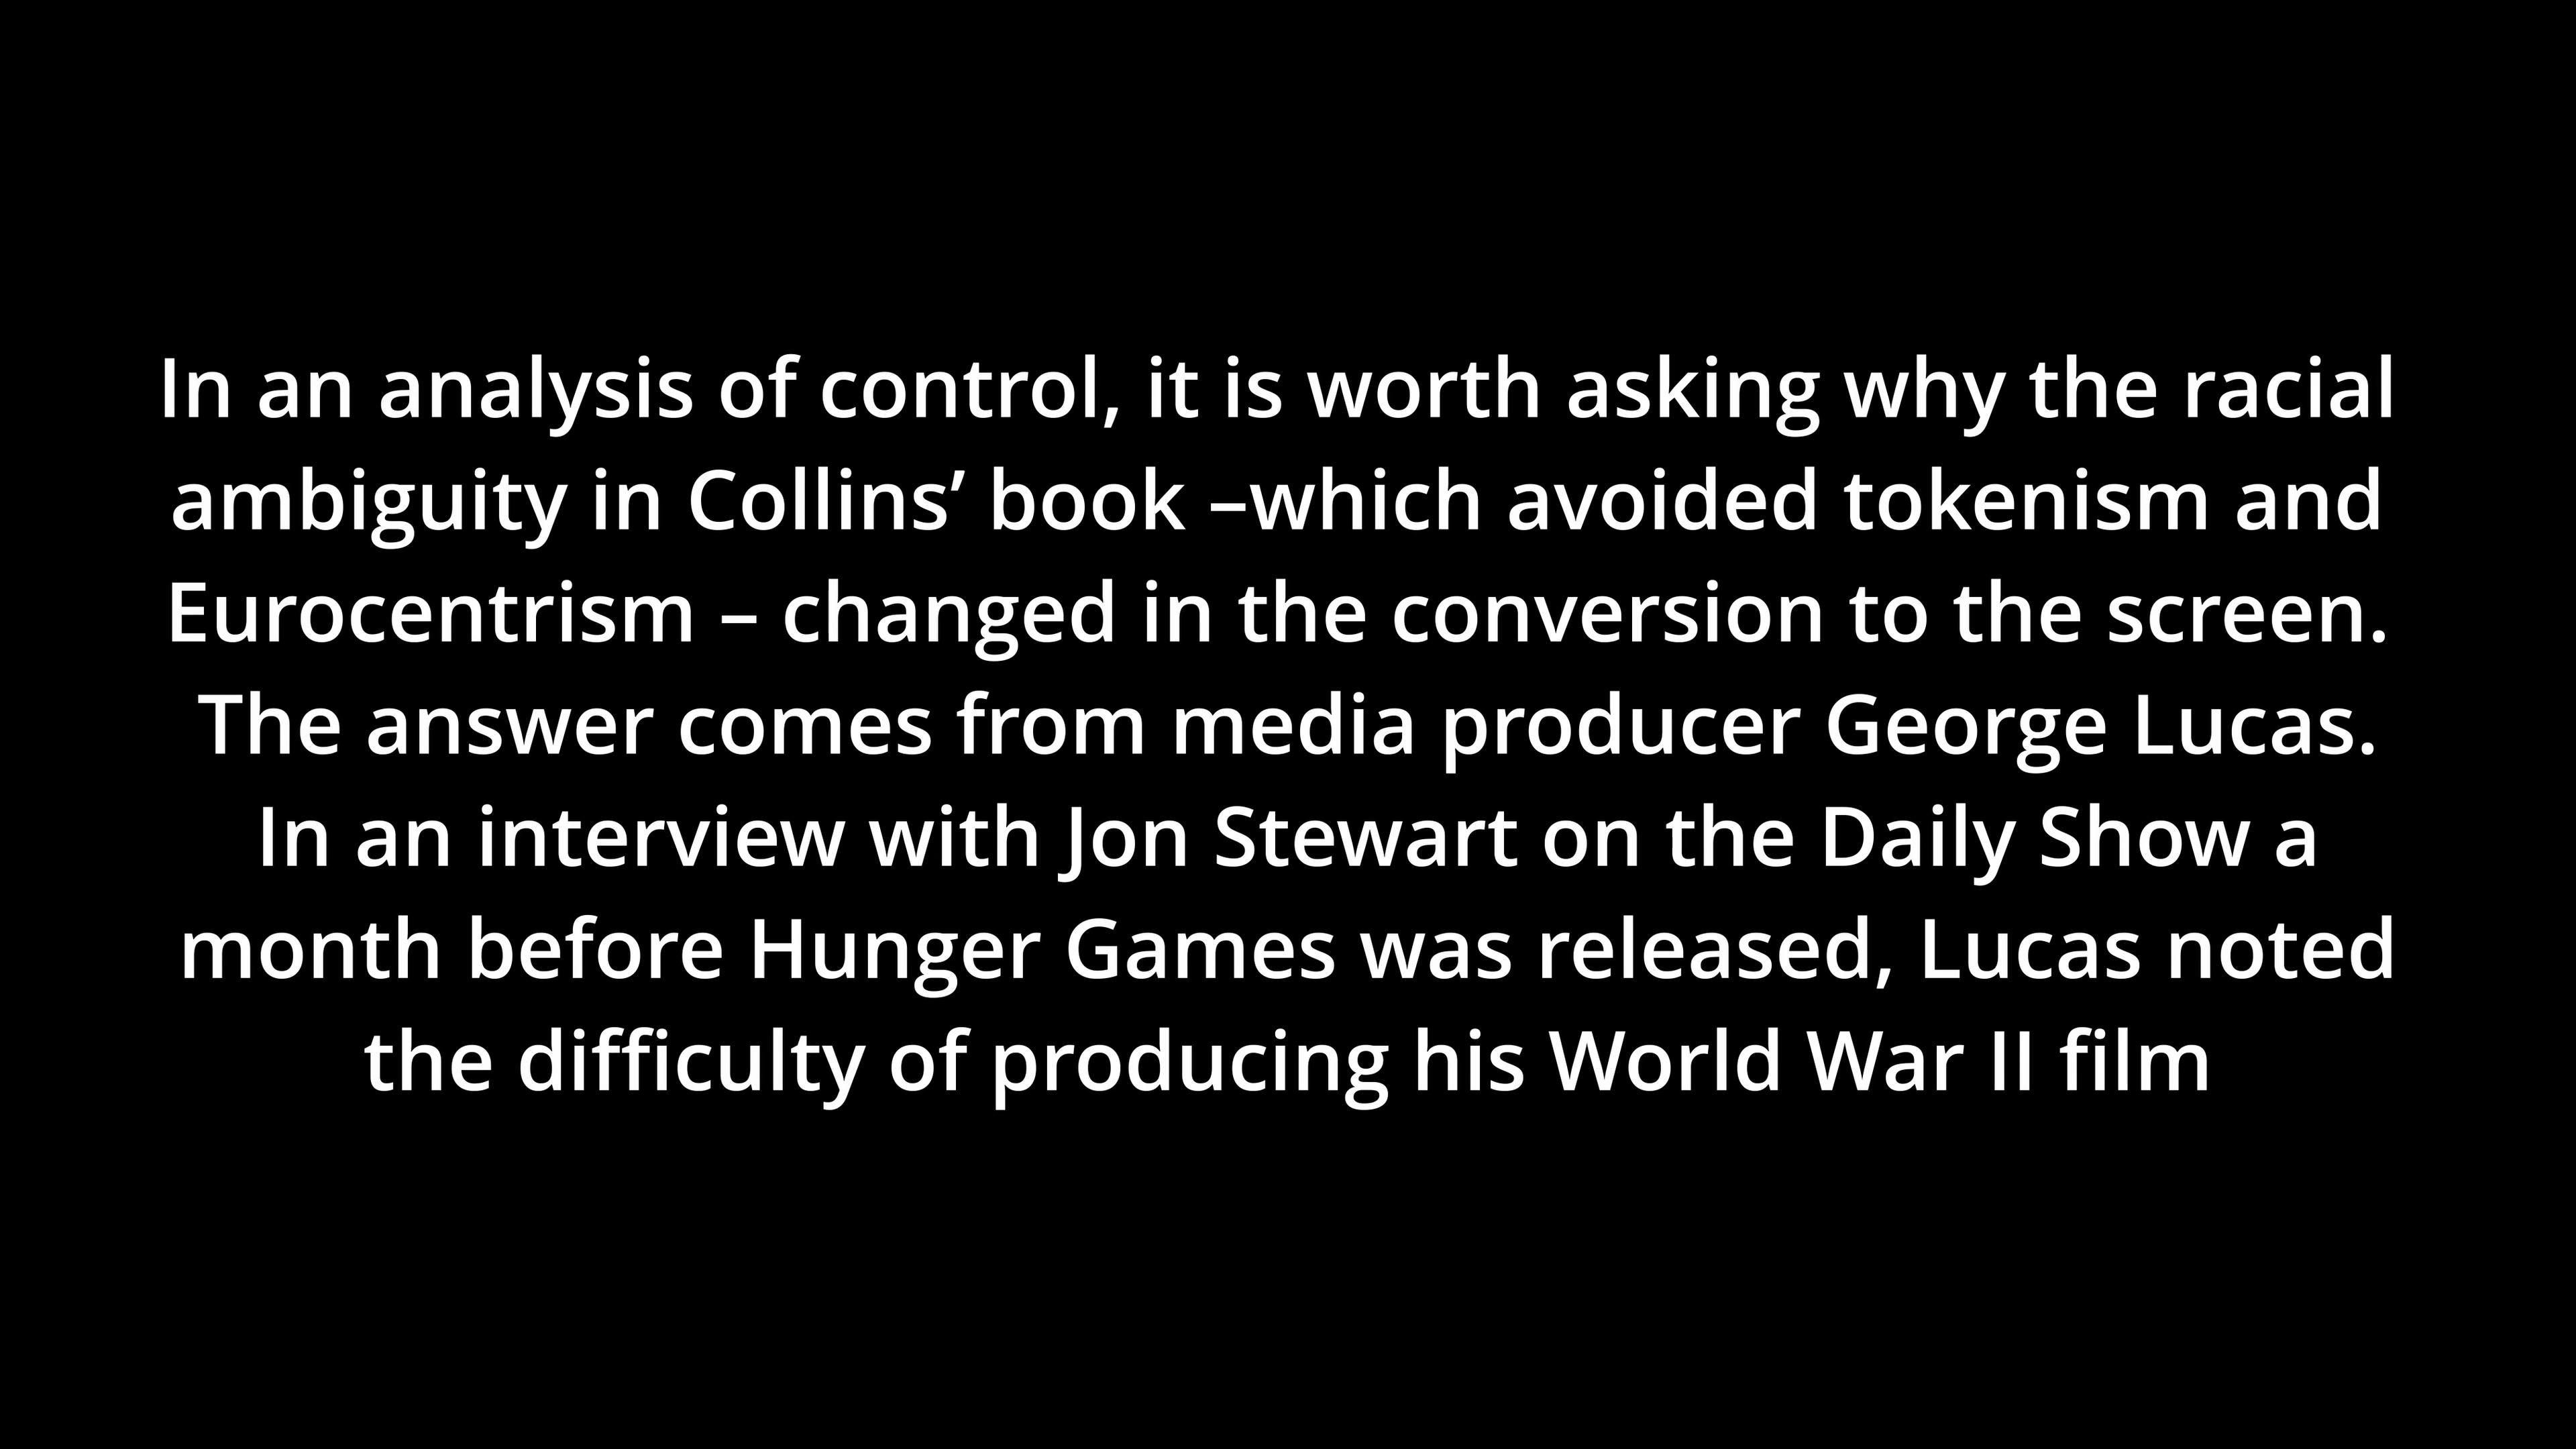 In an analysis of control, it is worth asking why the racial
ambiguity in Collins’ book –which avoided tokenism and
Eurocentrism – changed in the conversion to the screen.
The answer comes from media producer George Lucas.
In an interview with Jon Stewart on the Daily Show a
month before Hunger Games was released, Lucas noted
the difficulty of producing his World War II film